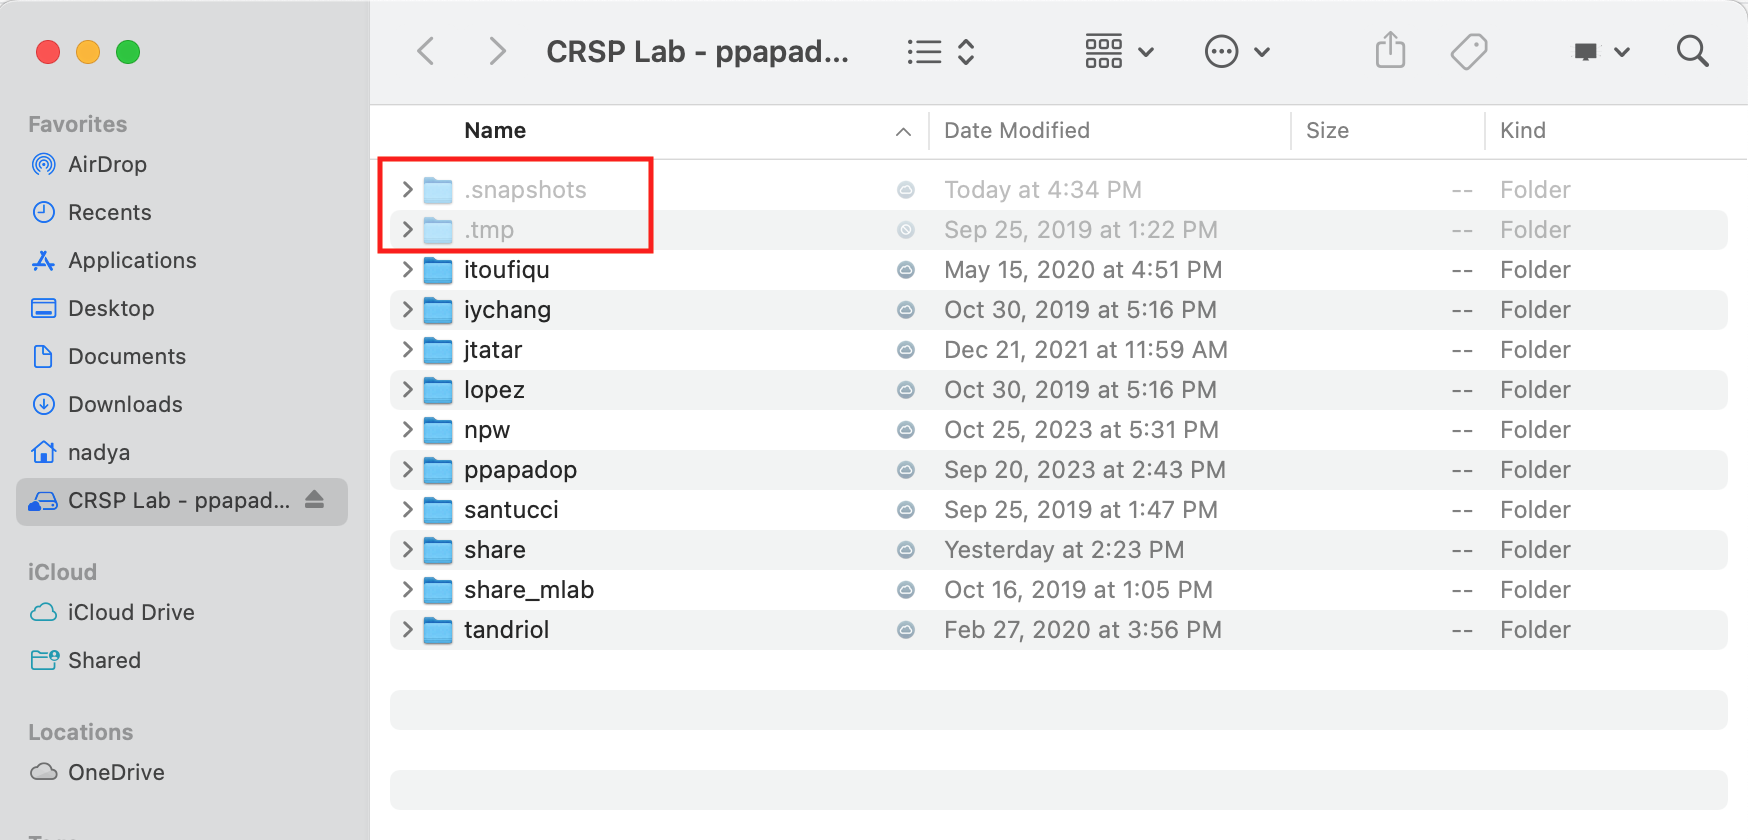 CRSP Lab - ppapad...
Favorites
AirDrop
Recents
Applications
Desktop
Documents
Downloads
nadya
CRSP Lab - ppapad...
iCloud
iCloud Drive
Shared
Locations
OneDrive
Name Date Modified Size Kind
.snapshots Today at 4:34 PM -- Folder
.tmp Sep 25, 2019 at 1:22 PM -- Folder
itoufiqu May 15, 2020 at 4:51 PM -- Folder
iychang Oct 30, 2019 at 5:16 PM -- Folder
jtatar Dec 21, 2021 at 11:59 AM -- Folder
lopez Oct 30, 2019 at 5:16 PM -- Folder
npw Oct 25, 2023 at 5:31 PM -- Folder
ppapadop Sep 20, 2023 at 2:43 PM -- Folder
santucci Sep 25, 2019 at 1:47 PM -- Folder
share Yesterday at 2:23 PM -- Folder
share_mlab Oct 16, 2019 at 1:05 PM -- Folder
tandriol Feb 27, 2020 at 3:56 PM -- Folder